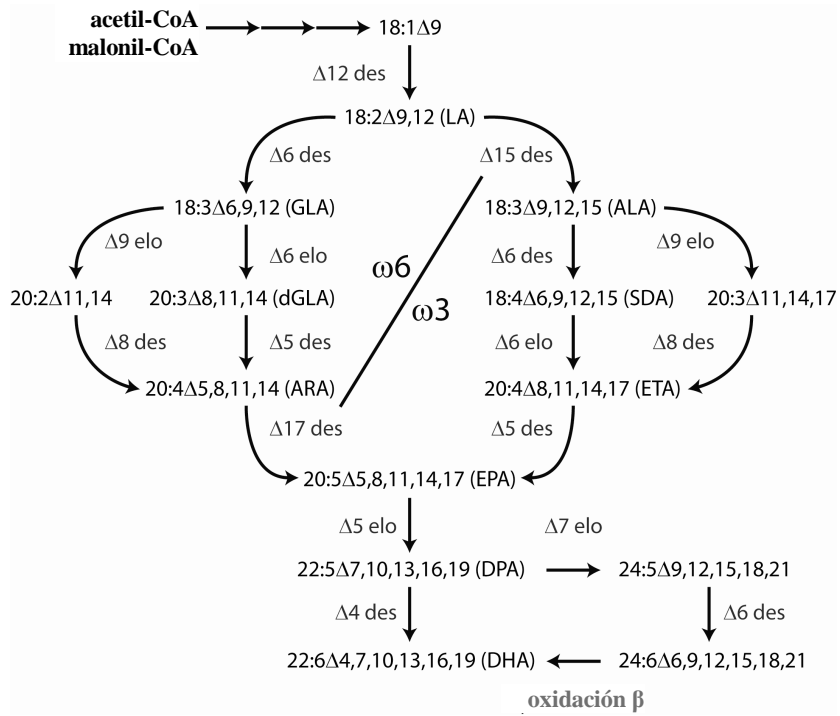 acetil-CoA
malonil-CoA
18:1Δ9
Δ12 des
18:2Δ9,12 (LA)
Δ6 des
Δ15 des
18:3Δ6,9,12 (GLA)
18:3Δ9,12,15 (ALA)
Δ9 elo
Δ6 elo
Δ6 des
Δ9 elo
ω6
ω3
20:2Δ11,14
20:3Δ8,11,14 (dGLA)
18:4Δ6,9,12,15 (SDA)
20:3Δ11,14,17
Δ8 des
Δ5 des
Δ6 elo
Δ8 des
20:4Δ5,8,11,14 (ARA)
20:4Δ8,11,14,17 (ETA)
Δ17 des
Δ5 des
20:5Δ5,8,11,14,17 (EPA)
Δ5 elo
Δ7 elo
22:5Δ7,10,13,16,19 (DPA)
24:5Δ9,12,15,18,21
Δ4 des
Δ6 des
22:6Δ4,7,10,13,16,19 (DHA)
24:6Δ6,9,12,15,18,21
oxidación β